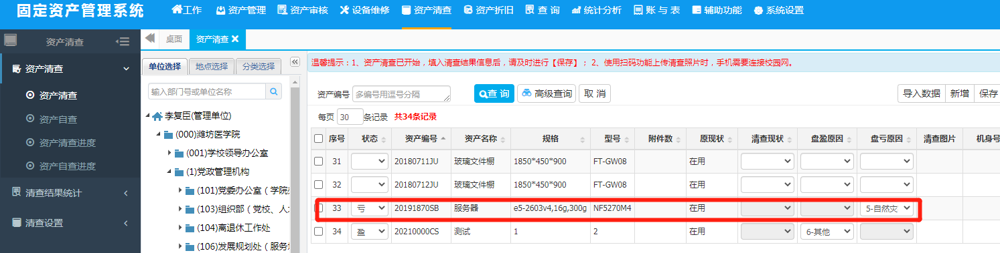 固定资产管理系统 工作 资产管理 资产审核 设备维修 资产清查 资产折旧 查 询 统计分析 账 与 表 辅助功能 系统设置
资产清查 桌面 资产清查
资产清查
资产清查
资产自查
资产清查进度
资产自查进度
清查结果统计
清查设置
单位选择 地点选择 分类选择
输入部门号或单位名称
李复臣(管理单位)
(000)潍坊医学院
(001)学校领导办公室
(1)党政管理机构
(101)党委办公室（学院办
(103)组织部（党校、人才
(104)离退休工作处
(106)发展规划处（服务地
温馨提示：1、资产清查已开始，填入清查结果信息后，请及时进行【保存】； 2、使用扫码功能上传清查照片时，手机需要连接校园网。
资产编号 多编号用逗号分隔 查 询 高级查询 取 消 导入数据 新增 保存
每页 30 条记录 共34条记录
序号 状态 资产编号 资产名称 规格 型号 附件数 原现状 清查现状 盘盈原因 盘亏原因 清查图片 机身号
31 20180711JU 玻璃文件橱 1850*450*900 FT-GW08 在用
32 20180712JU 玻璃文件橱 1850*450*900 FT-GW08 在用
33 亏 20191870SB 服务器 e5-2603v4,16g,300g NF5270M4 在用 5-自然灾
34 盈 20210000CS 测试 1 2 在用 6-其他